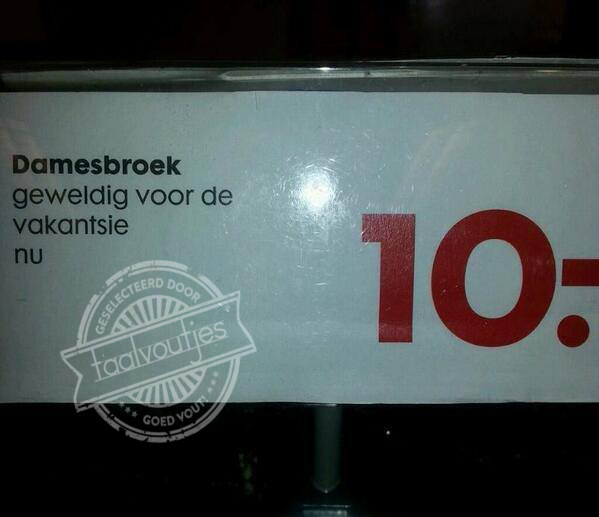 Damesbroek
geweldig voor de
vakantsie
nu
10.-
GESELECTEERD DOOR
taalvoutjes
GOED VOUT!